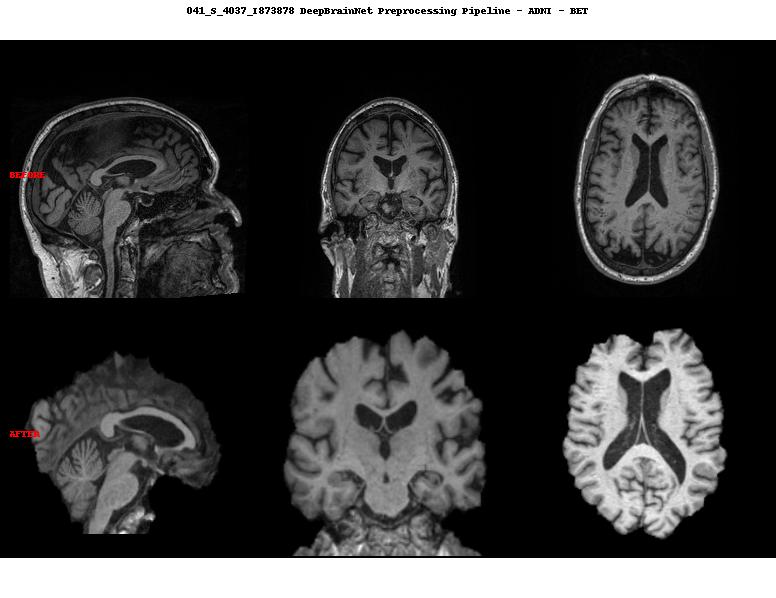 041_S_4037_I873878 DeepBrainNet Preprocessing Pipeline - ADNI - BET
BEFORE
AFTER